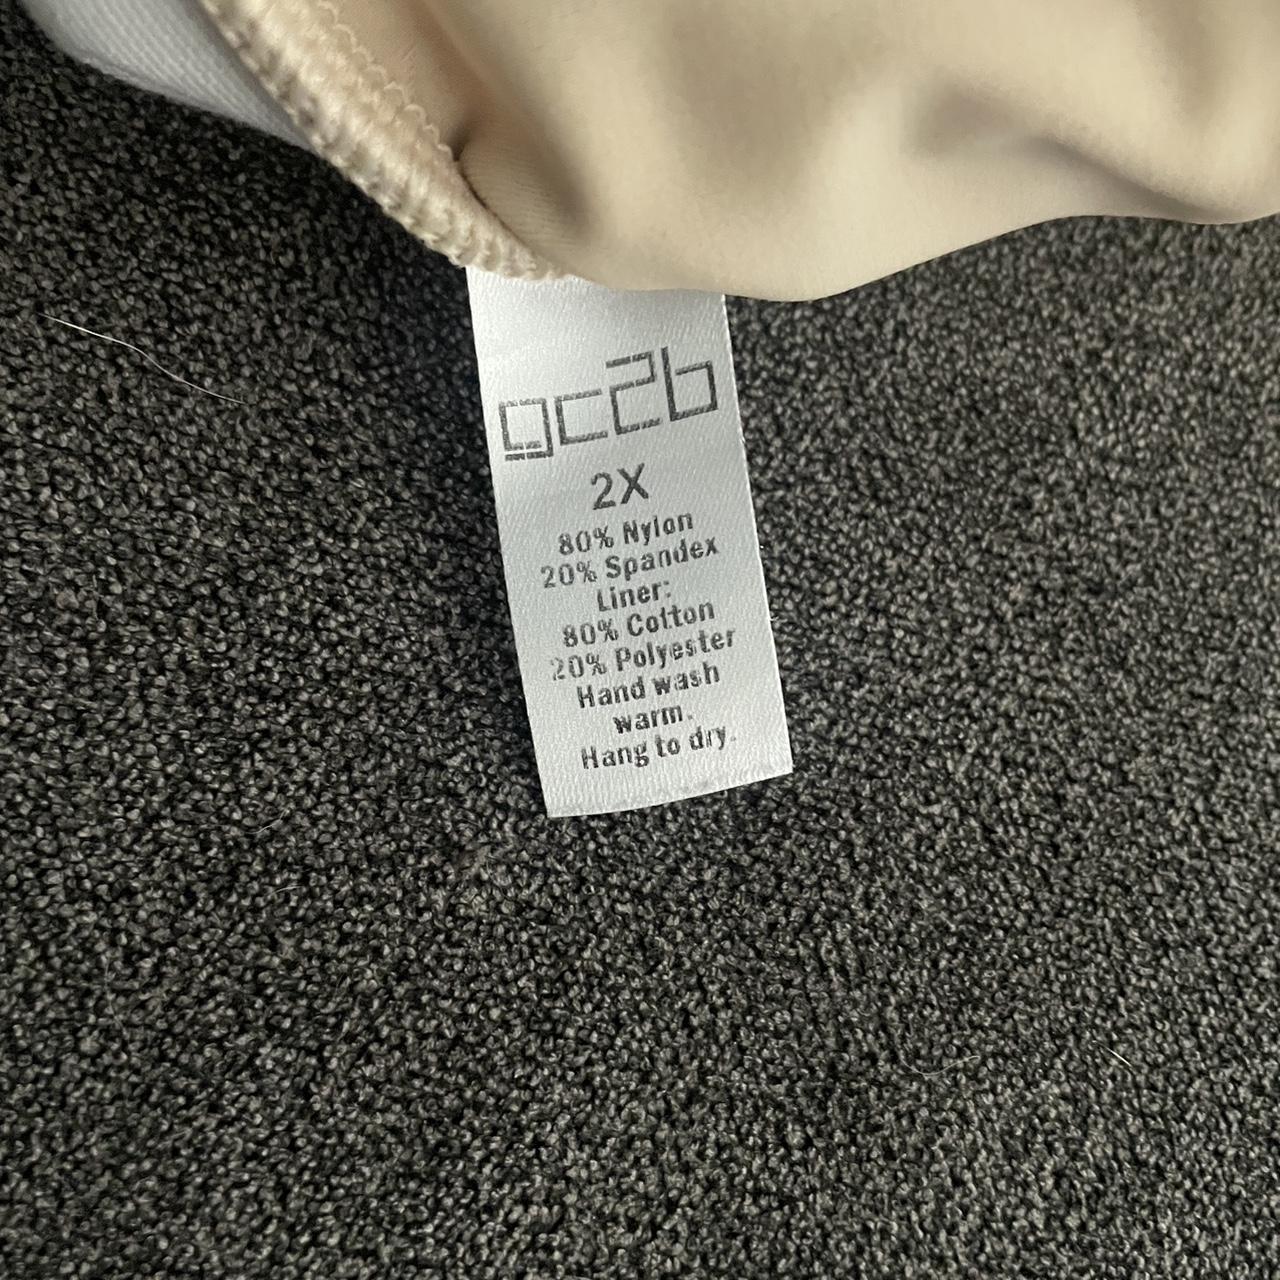 gc2b
2X
80% Nylon
20% Spandex
Liner:
80% Cotton
20% Polyester
Hand wash
warm.
Hang to dry.